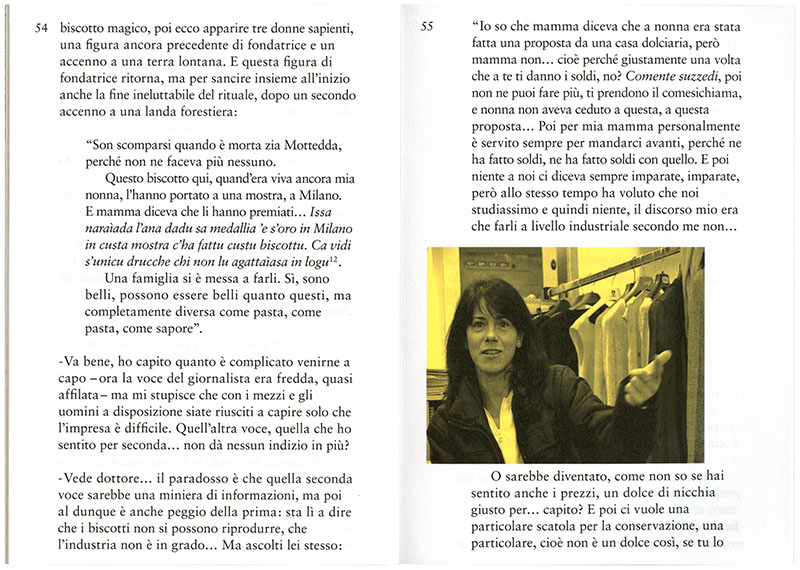 54
biscotto magico, poi ecco apparire tre donne sapienti,
una figura ancora precedente di fondatrice e un
accenno a una terra lontana. E questa figura di
fondatrice ritorna, ma per sancire insieme all'inizio
anche la fine ineluttabile del rituale, dopo un secondo
accenno a una landa forestiera:
“Son scomparsi quando è morta zia Mottedda,
perché non ne faceva più nessuno.
Questo biscotto qui, quand'era viva ancora mia
nonna, l'hanno portato a una mostra, a Milano.
E mamma diceva che li hanno premiati… Issa
naraìada l'ana dadu sa medallia 'e s'oro in Milano
in custa mostra c'ha fattu custu biscottu. Ca vidi
s'unicu drucche chi non lu agattaìasa in logu¹².
Una famiglia si è messa a farli. Sì, sono
belli, possono essere belli quanto questi, ma
completamente diversa come pasta, come
pasta, come sapore”.
-Va bene, ho capito quanto è complicato venirne a
capo – ora la voce del giornalista era fredda, quasi
affilata – ma mi stupisce che con i mezzi e gli
uomini a disposizione siate riusciti a capire solo che
l'impresa è difficile. Quell'altra voce, quella che ho
sentito per seconda… non dà nessun indizio in più?
-Vede dottore… il paradosso è che quella seconda
voce sarebbe una miniera di informazioni, ma poi
al dunque è anche peggio della prima: sta lì a dire
che i biscotti non si possono riprodurre, che
l'industria non è in grado… Ma ascolti lei stesso:
55
“Io so che mamma diceva che a nonna era stata
fatta una proposta da una casa dolciaria, però
mamma non… cioè perché giustamente una volta
che a te ti danno i soldi, no? Comente suzzedi, poi
non ne puoi fare più, ti prendono il comesichiama,
e nonna non aveva ceduto a questa, a questa
proposta… Poi per mia mamma personalmente
è servito sempre per mandarci avanti, perché ne
ha fatto soldi, ne ha fatto soldi con quello. E poi
niente a noi ci diceva sempre imparate, imparate,
però allo stesso tempo ha voluto che noi
studiassimo e quindi niente, il discorso mio era
che farli a livello industriale secondo me non…
O sarebbe diventato, come non so se hai
sentito anche i prezzi, un dolce di nicchia
giusto per… capito? E poi ci vuole una
particolare scatola per la conservazione, una
particolare, cioè non è un dolce così, se tu lo